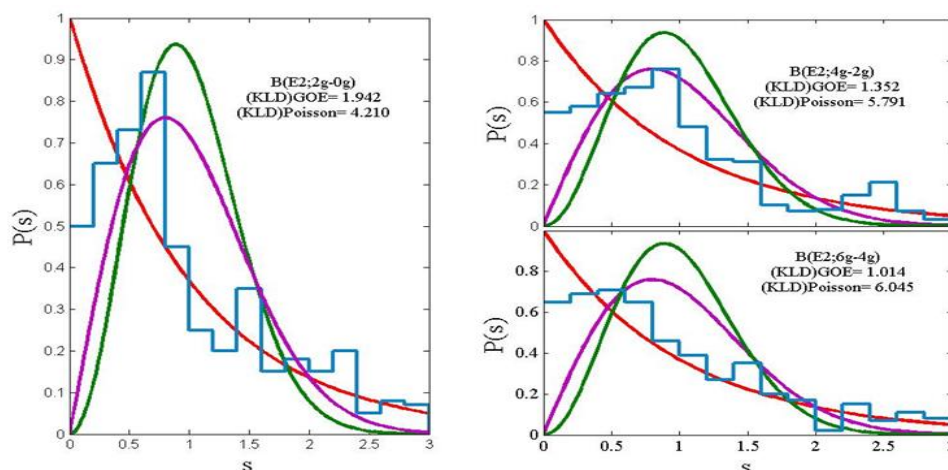 1
0.9
0.8
0.7
0.6
0.5
0.4
0.3
0.2
0.1
0
P(s)
B(E2;2g-0g)
(KLD)GOE= 1.942
(KLD)Poisson= 4.210
0 0.5 1 1.5 2 2.5 3
s
1
0.8
0.6
0.4
0.2
0
P(s)
B(E2;4g-2g)
(KLD)GOE= 1.352
(KLD)Poisson= 5.791
0.8
0.6
0.4
0.2
0
P(s)
B(E2;6g-4g)
(KLD)GOE= 1.014
(KLD)Poisson= 6.045
0 0.5 1 1.5 2 2.5
s